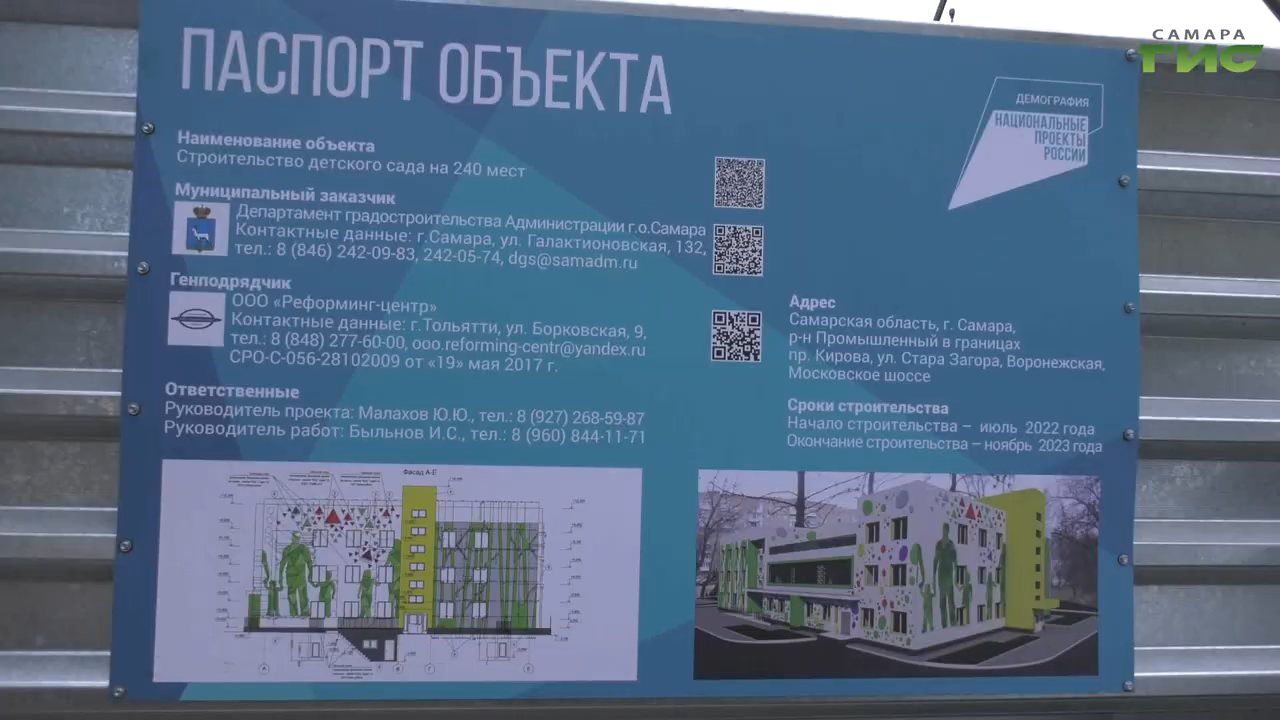 САМАРА
ГИС
ПАСПОРТ ОБЪЕКТА
ДЕМОГРАФИЯ
НАЦИОНАЛЬНЫЕ
ПРОЕКТЫ
РОССИИ
Наименование объекта
Строительство детского сада на 240 мест
Муниципальный заказчик
Департамент градостроительства Администрации г.о.Самара
Контактные данные: г.Самара, ул. Галактионовская, 132,
тел.: 8 (846) 242-09-83, 242-05-74, dgs@samadm.ru
Генподрядчик
ООО «Реформинг-центр»
Контактные данные: г.Тольятти, ул. Борковская, 9,
тел.: 8 (848) 277-60-00, ooo.reforming-centr@yandex.ru
СРО-С-056-28102009 от «19» мая 2017 г.
Ответственные
Руководитель проекта: Малахов Ю.Ю., тел.: 8 (927) 268-59-87
Руководитель работ: Быльнов И.С., тел.: 8 (960) 844-11-71
Адрес
Самарская область, г. Самара,
р-н Промышленный в границах
пр. Кирова, ул. Стара Загора, Воронежская,
Московское шоссе
Сроки строительства
Начало строительства – июль 2022 года
Окончание строительства – ноябрь 2023 года
Фасад А-Е